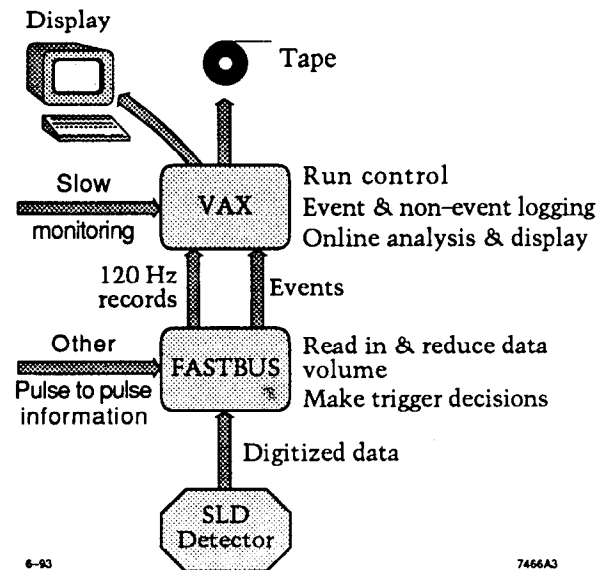 Display
Tape
Slow
monitoring
VAX
Run control
Event & non-event logging
Online analysis & display
120 Hz
records
Events
Other
Pulse to pulse
information
FASTBUS
Read in & reduce data
volume
Make trigger decisions
Digitized data
SLD
Detector
6-93
7466A3